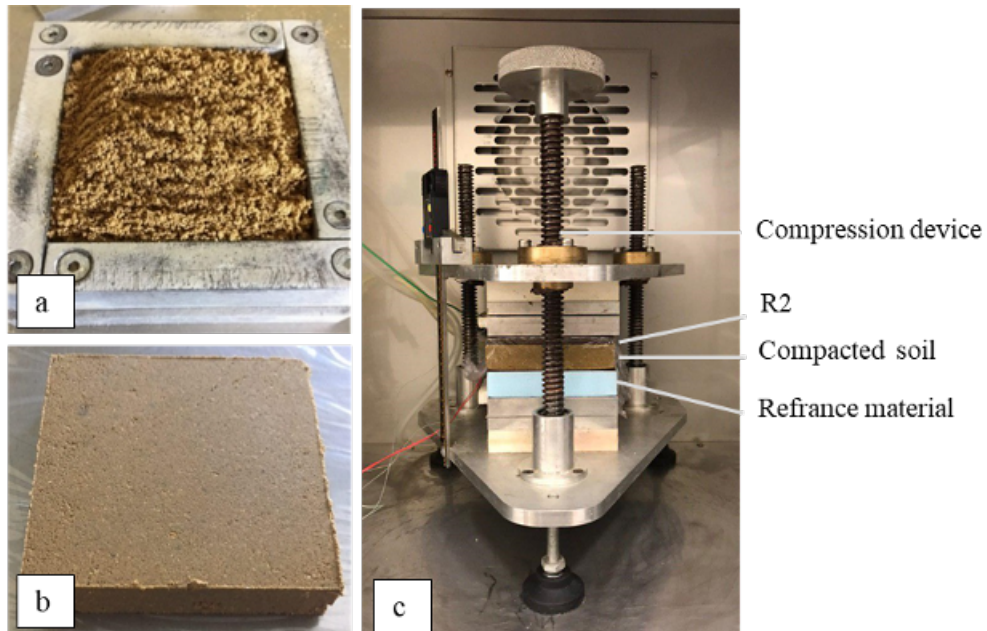 a
b
c
Compression device
R2
Compacted soil
Refrance material